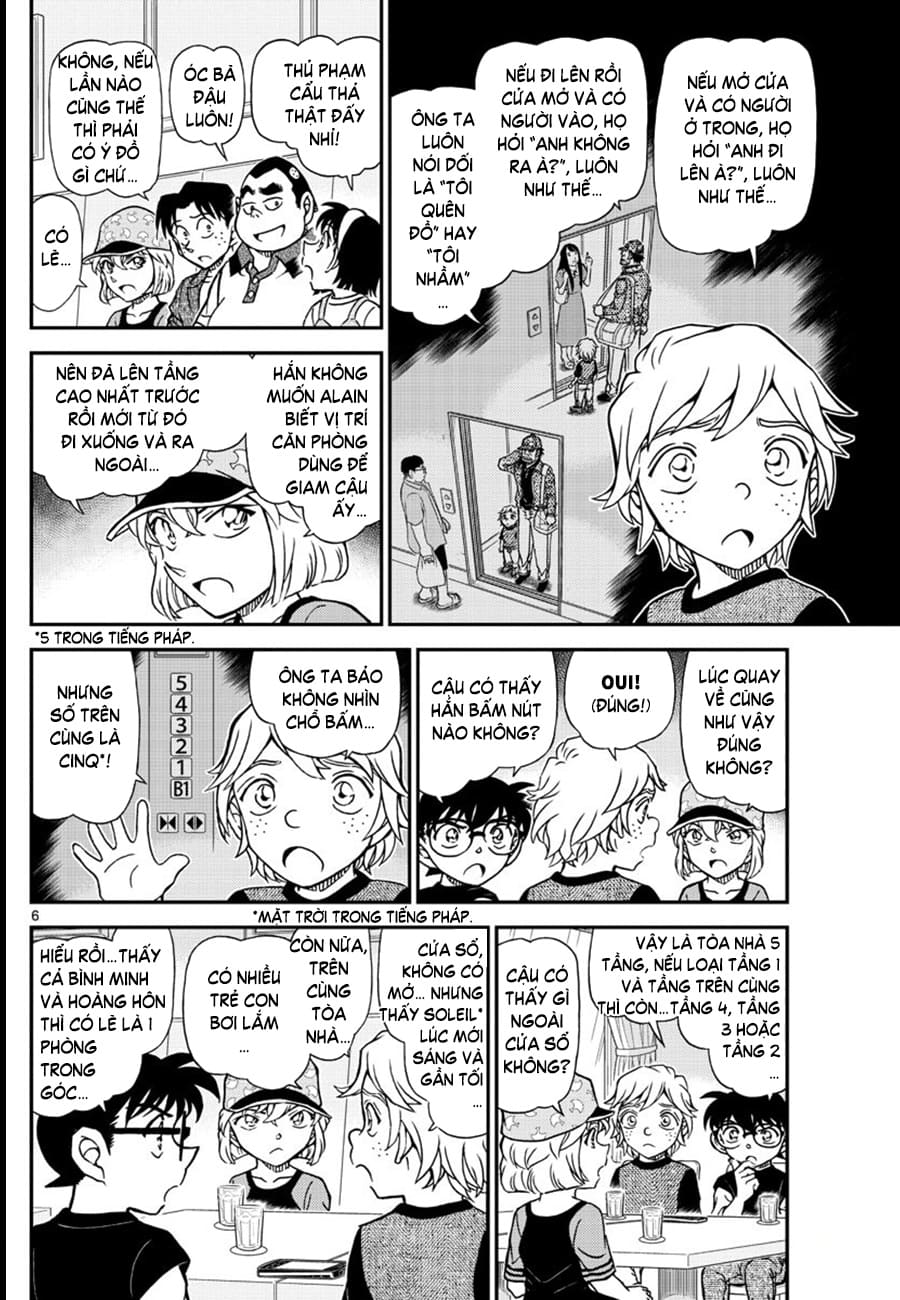 NẾU MỞ CỬA
VÀ CÓ NGƯỜI
Ở TRONG, HỌ
HỎI "ANH ĐI
LÊN À?", LUÔN
NHƯ THẾ...
NẾU ĐI LÊN RỒI
CỬA MỞ VÀ CÓ
NGƯỜI VÀO, HỌ
HỎI "ANH KHÔNG
RA À?", LUÔN
NHƯ THẾ...
ÔNG TA
LUÔN
NÓI DỐI
LÀ "TÔI
QUÊN
ĐỒ" HAY
"TÔI
NHẦM"
...
THỦ PHẠM
CẨU THẢ
THẬT ĐẤY
NHỈ!
ÓC BẢ
ĐẬU
LUÔN!
KHÔNG, NẾU
LẦN NÀO
CŨNG THẾ
THÌ PHẢI
CÓ Ý ĐỒ
GÌ CHỨ...
CÓ
LẼ...
HẮN KHÔNG
MUỐN ALAIN
BIẾT VỊ TRÍ
CĂN PHÒNG
DÙNG ĐỂ
GIAM CẬU
ẤY...
NÊN ĐÃ LÊN TẦNG
CAO NHẤT TRƯỚC
RỒI MỚI TỪ ĐÓ
ĐI XUỐNG VÀ RA
NGOÀI...
*5 TRONG TIẾNG PHÁP.
LÚC QUAY
VỀ CŨNG
NHƯ VẬY
ĐÚNG
KHÔNG?
OUI!
(ĐÚNG!)
CẬU CÓ THẤY
HẮN BẤM NÚT
NÀO KHÔNG?
ÔNG TA BẢO
KHÔNG NHÌN
CHỖ BẤM...
NHƯNG
SỐ TRÊN
CÙNG LÀ
CINQ*!
5
4
3
2
1
B1
6
*MẶT TRỜI TRONG TIẾNG PHÁP.
VẬY LÀ TÒA NHÀ 5
TẦNG, NẾU LOẠI TẦNG 1
VÀ TẦNG TRÊN CÙNG
THÌ CÒN...TẦNG 4, TẦNG
3 HOẶC
TẦNG 2
...
CẬU CÓ
THẤY GÌ
NGOÀI
CỬA SỔ
KHÔNG?
CỬA SỔ,
KHÔNG CÓ
MỞ... NHƯNG
THẤY SOLEIL*
LÚC MỚI
SÁNG VÀ
GẦN TỐI
...
CÒN NỮA,
TRÊN
CÙNG
TÒA
NHÀ...
CÓ NHIỀU
TRẺ CON
BƠI LẮM
...
HIỂU RỒI...THẤY
CẢ BÌNH MINH
VÀ HOÀNG HÔN
THÌ CÓ LẼ LÀ 1
PHÒNG
TRONG
GÓC...